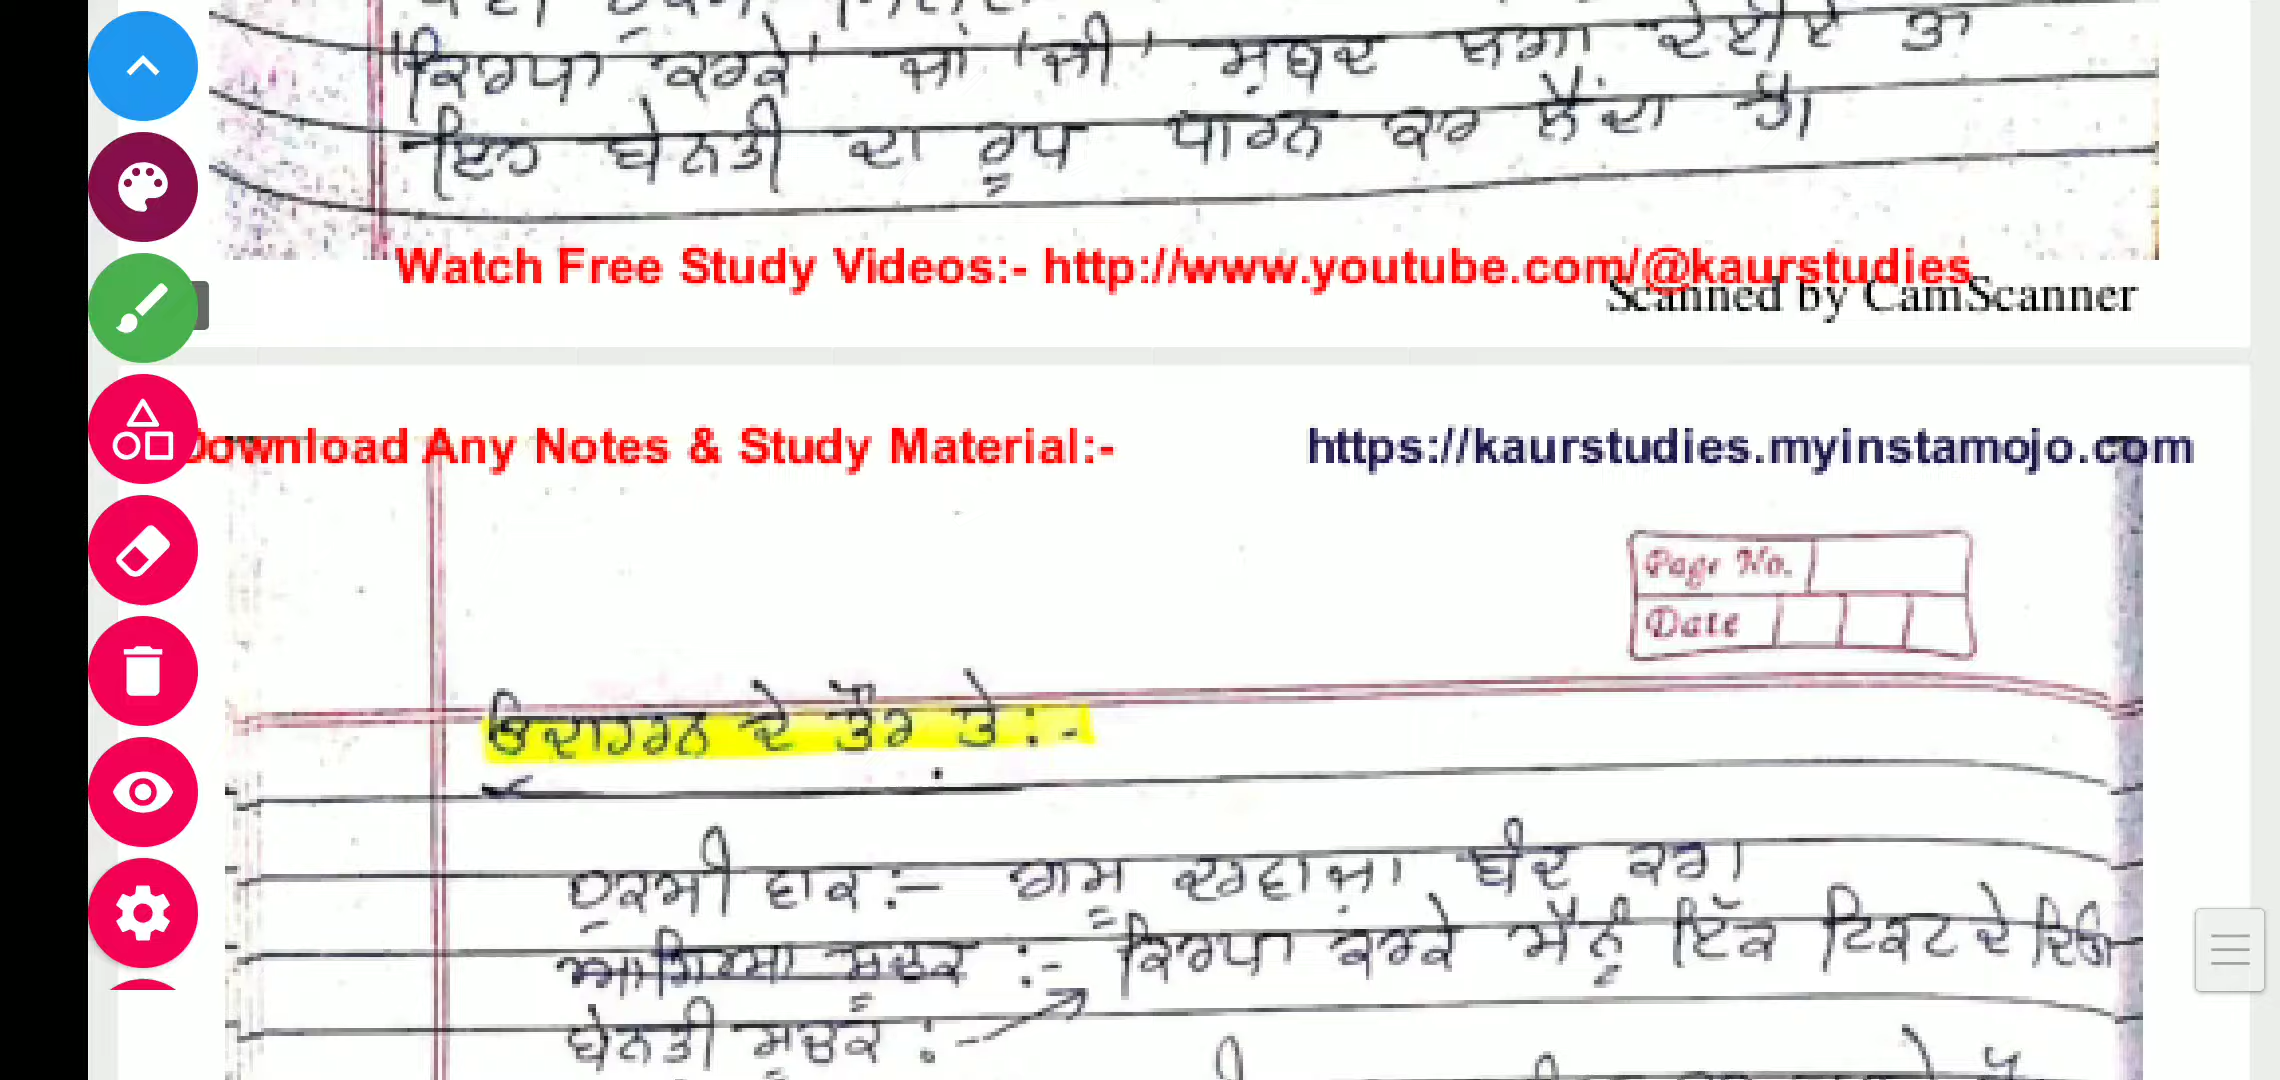 'ਕਿਰਪਾ ਕਰਕੇ' ਜਾਂ 'ਜੀ' ਸ਼ਬਦ ਲਗਾ ਦੇਈਏ ਤਾਂ
ਇਹ ਬੇਨਤੀ ਦਾ ਰੂਪ ਧਾਰਨ ਕਰ ਲੈਂਦਾ ਹੈ।
Watch Free Study Videos:- http://www.youtube.com/@kaurstudies
Scanned by CamScanner
Download Any Notes & Study Material:- https://kaurstudies.myinstamojo.com
Page No.
Date
ਉਦਾਹਰਨ ਦੇ ਤੌਰ ਤੇ :-
ਹੁਕਮੀ ਵਾਕ :- ਰਾਮੂ ਦਰਵਾਜ਼ਾ ਬੰਦ ਕਰ।
ਆਗਿਆ ਸੂਚਕ :- ਕਿਰਪਾ ਕਰਕੇ ਮੈਨੂੰ ਇੱਕ ਟਿਕਟ ਦੇ ਦਿਓ
ਬੇਨਤੀ ਸੂਚਕ :-